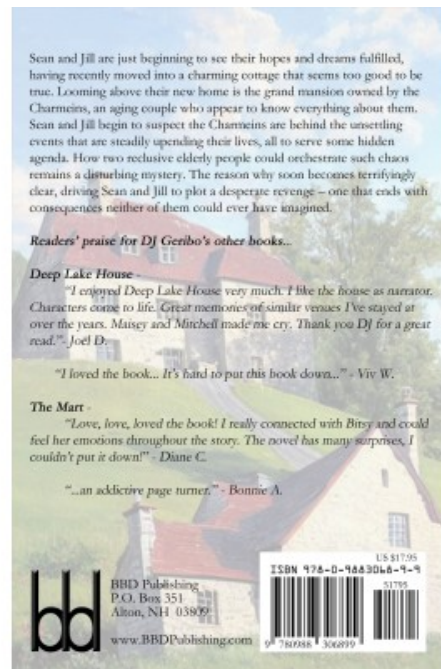 Sean and Jill are just beginning to see their hopes and dreams fulfilled,
having recently moved into a charming cottage that seems too good to be
true. Looming above their new home is the grand mansion owned by the
Charmeins, an aging couple who appear to know everything about them.
Sean and Jill begin to suspect the Charmeins are behind the unsettling
events that are steadily upending their lives, all to serve some hidden
agenda. How two reclusive elderly people could orchestrate such chaos
remains a disturbing mystery. The reason why soon becomes terrifyingly
clear, driving Sean and Jill to plot a desperate revenge – one that ends with
consequences neither of them could ever have imagined.
Readers' praise for DJ Geribo's other books...
Deep Lake House -
"I enjoyed Deep Lake House very much. I like the house as narrator.
Characters come to life. Great memories of similar venues I've stayed at
over the years. Maisey and Mitchell made me cry. Thank you DJ for a great
read."- Joël D.
"I loved the book... It's hard to put this book down..." - Viv W.
The Mart -
"Love, love, loved the book! I really connected with Bitsy and could
feel her emotions throughout the story. The novel has many surprises, I
couldn't put it down!" - Diane C.
"...an addictive page turner." - Bonnie A.
US $17.95
ISBN 978-0-9883068-9-9
51795
bbd
BBD Publishing
P.O. Box 351
Alton, NH 03809
www.BBDPublishing.com
9 780988 306899